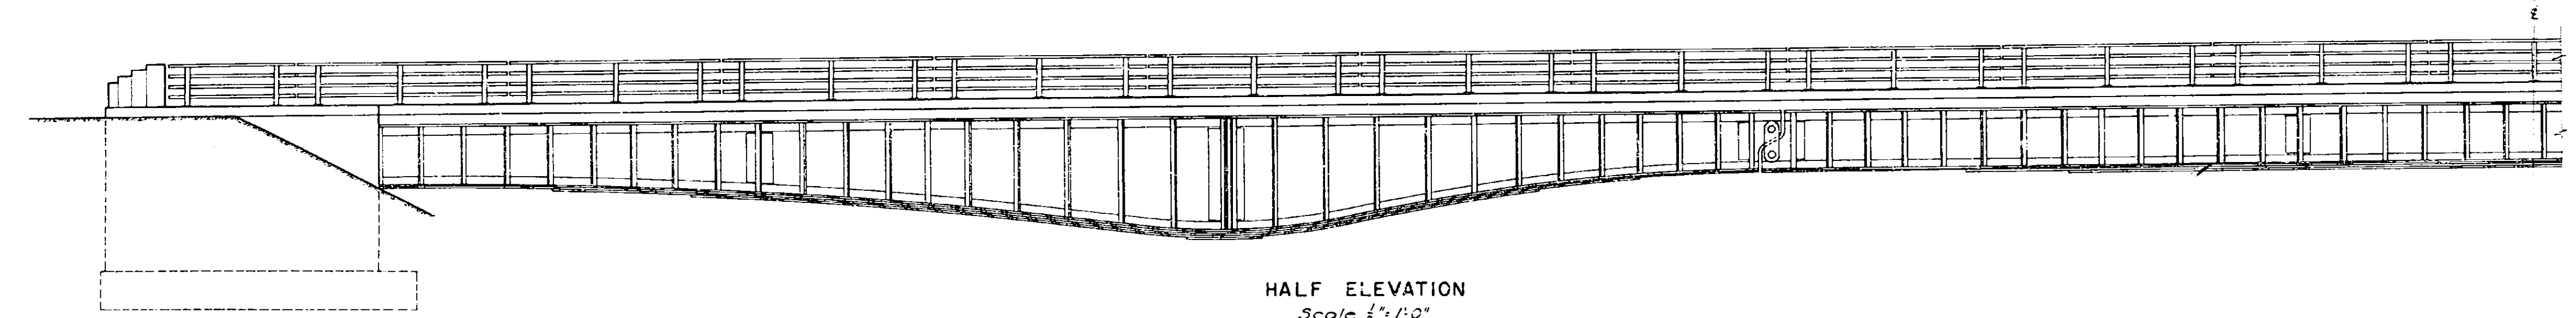 ℄
HALF ELEVATION
Scale ⅛"=1'-0"